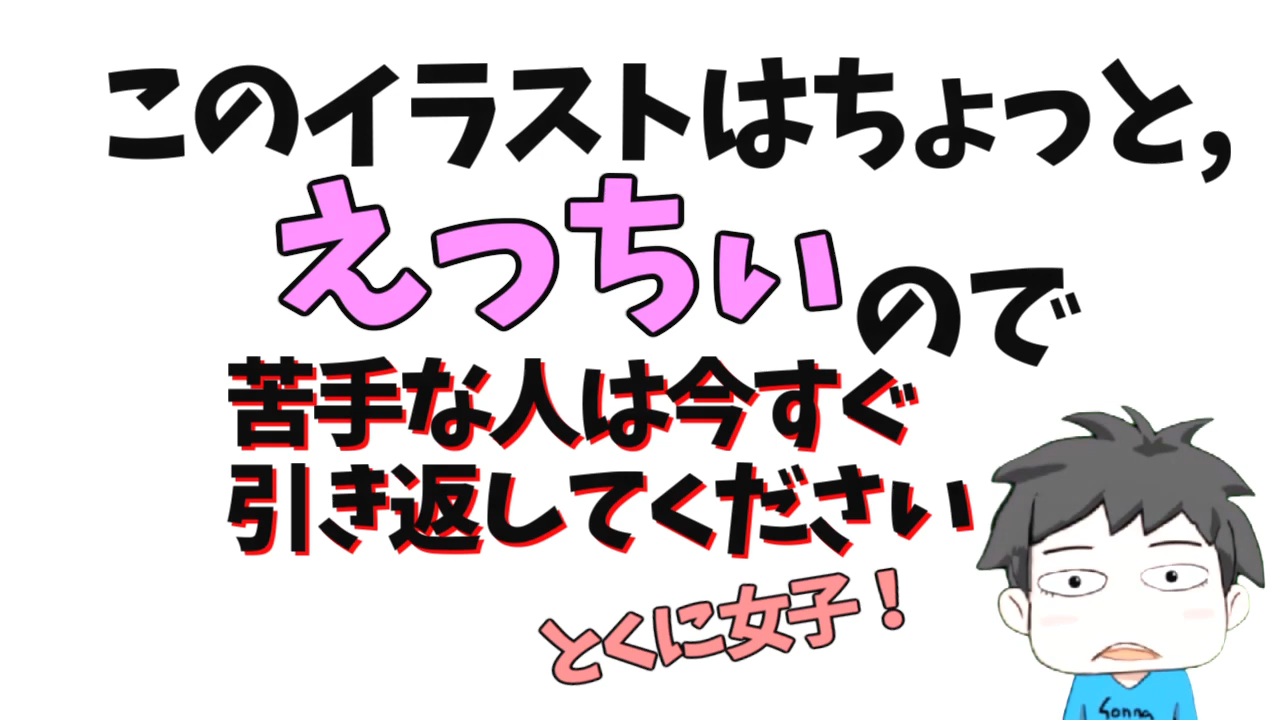 このイラストはちょっと,
えっちぃので
苦手な人は今すぐ
引き返してください
とくに女子！
Sonna